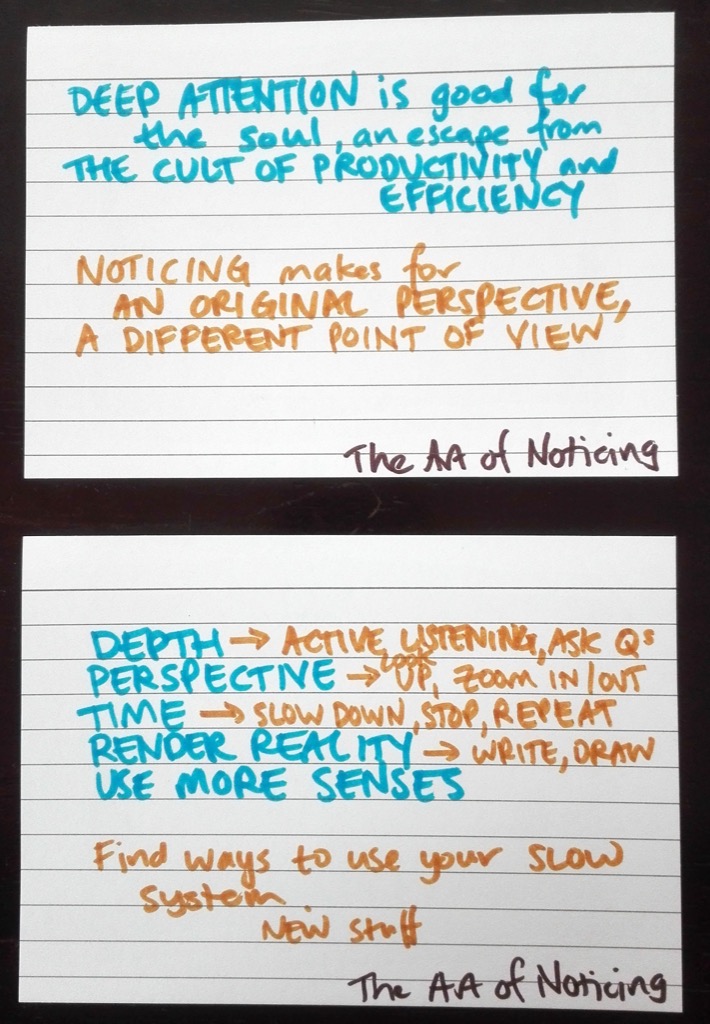 DEEP ATTENTION is good for
the soul, an escape from
THE CULT OF PRODUCTIVITY and
EFFICIENCY
NOTICING makes for
AN ORIGINAL PERSPECTIVE,
A DIFFERENT POINT OF VIEW
The AA of Noticing
DEPTH → ACTIVE LISTENING, ASK Qs
PERSPECTIVE → LOOK UP, ZOOM IN/OUT
TIME → SLOW DOWN, STOP, REPEAT
RENDER REALITY → WRITE, DRAW
USE MORE SENSES
Find ways to use your SLOW
system
NEW stuff
The AA of Noticing